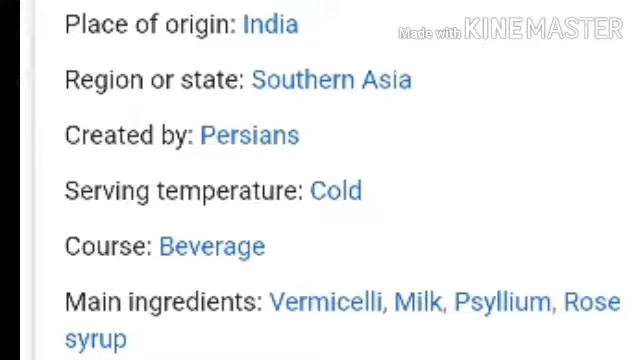 Place of origin: India
Made with KINEMASTER
Region or state: Southern Asia
Created by: Persians
Serving temperature: Cold
Course: Beverage
Main ingredients: Vermicelli, Milk, Psyllium, Rose
syrup